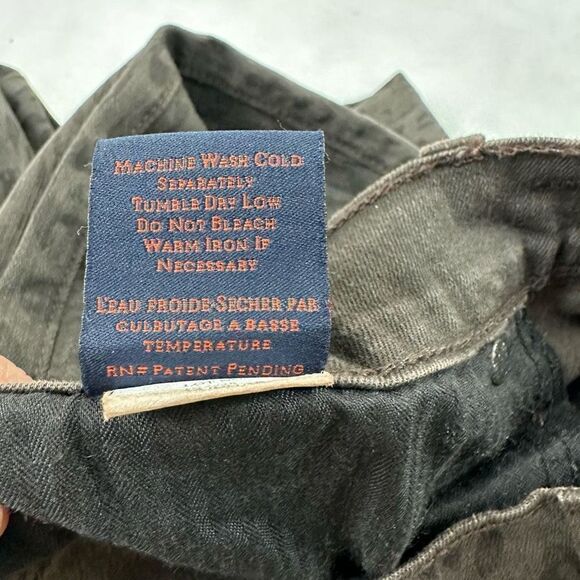 MACHINE WASH COLD
SEPARATELY
TUMBLE DRY LOW
DO NOT BLEACH
WARM IRON IF
NECESSARY
L'EAU FROIDE-SECHER PAR
CULBUTAGE A BASSE
TEMPERATURE
RN# PATENT PENDING